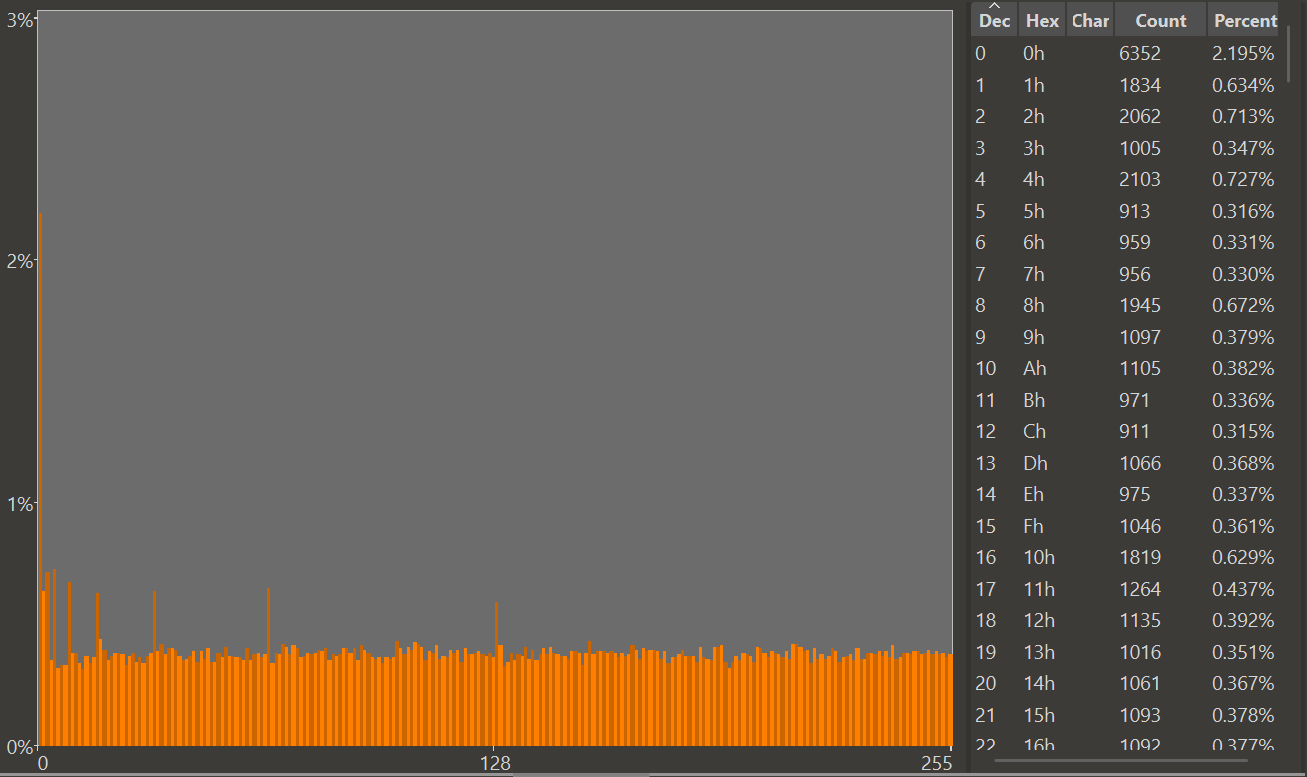 3%
2%
1%
0%
0 128 255
Dec Hex Char Count Percent
0 0h 6352 2.195%
1 1h 1834 0.634%
2 2h 2062 0.713%
3 3h 1005 0.347%
4 4h 2103 0.727%
5 5h 913 0.316%
6 6h 959 0.331%
7 7h 956 0.330%
8 8h 1945 0.672%
9 9h 1097 0.379%
10 Ah 1105 0.382%
11 Bh 971 0.336%
12 Ch 911 0.315%
13 Dh 1066 0.368%
14 Eh 975 0.337%
15 Fh 1046 0.361%
16 10h 1819 0.629%
17 11h 1264 0.437%
18 12h 1135 0.392%
19 13h 1016 0.351%
20 14h 1061 0.367%
21 15h 1093 0.378%
22 16h 1092 0.377%